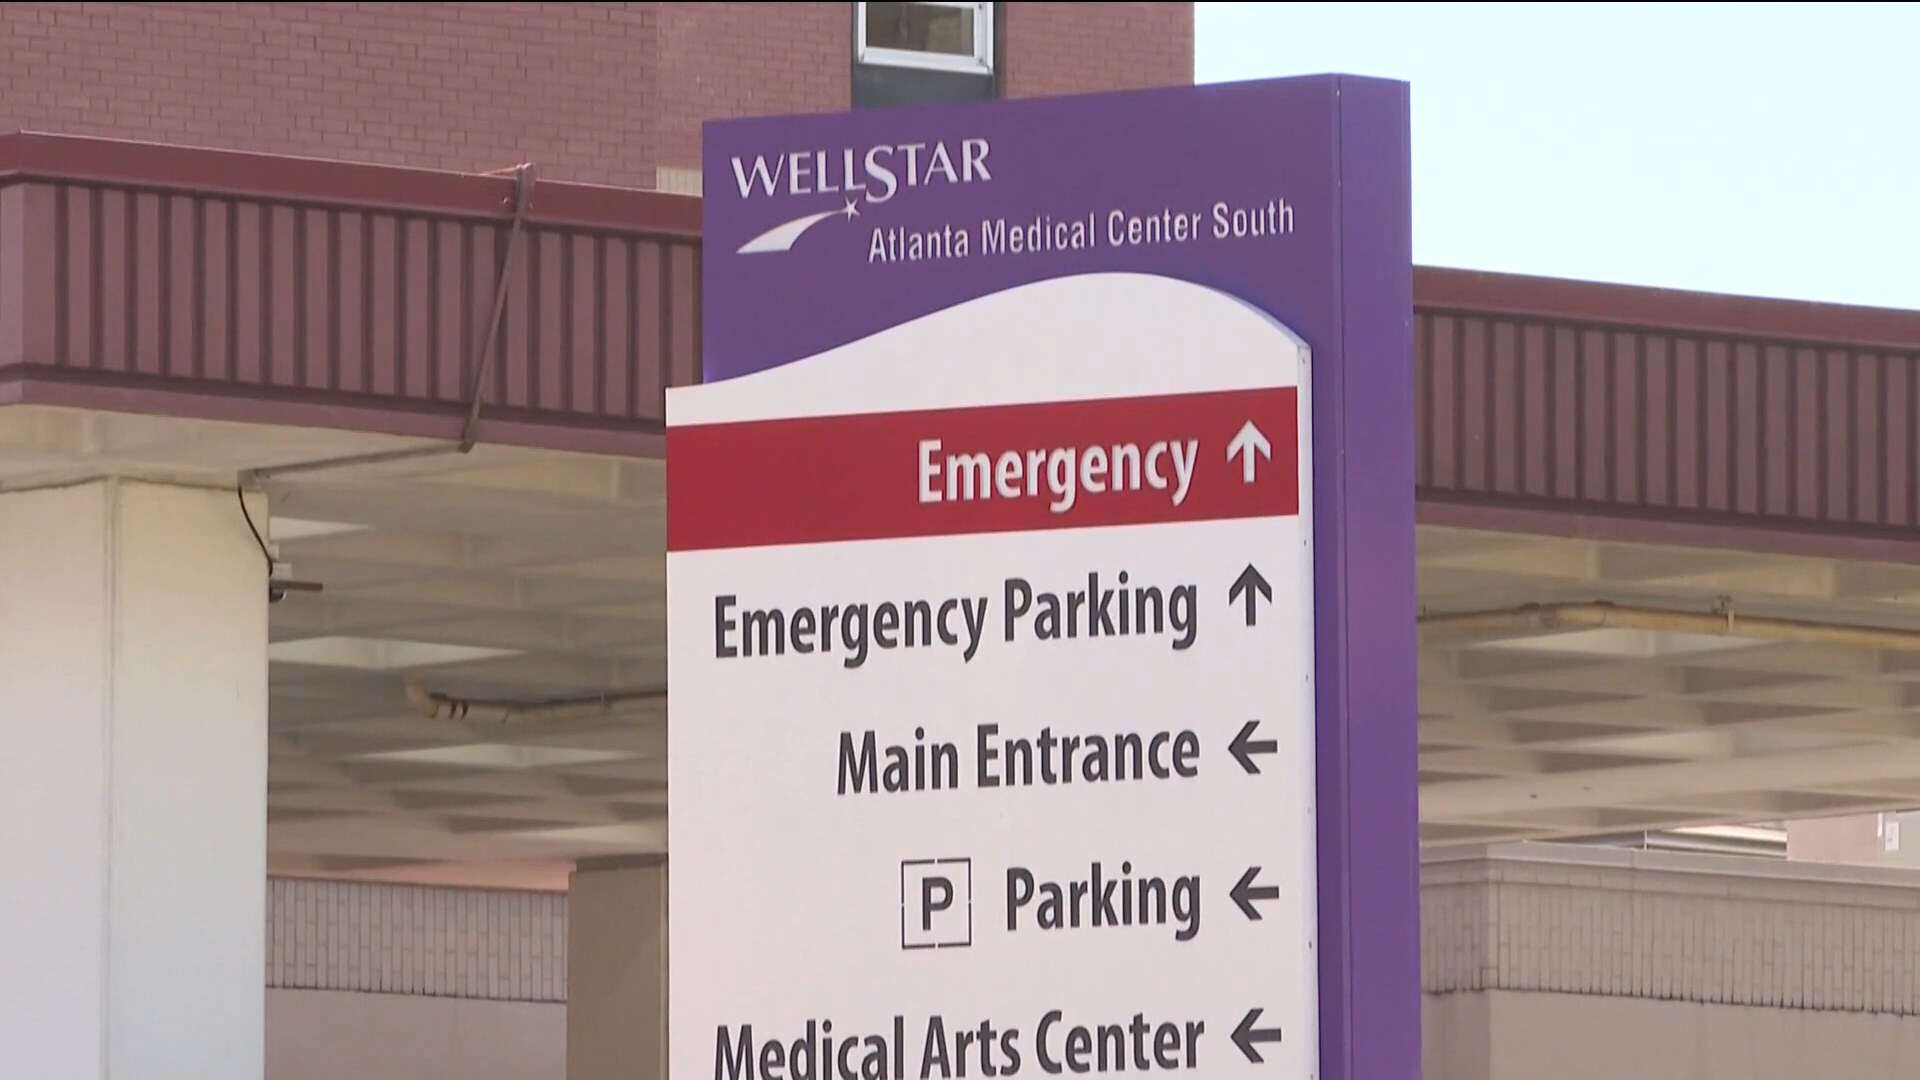 WELLSTAR
Atlanta Medical Center South
Emergency ↑
Emergency Parking ↑
Main Entrance ←
P Parking ←
Medical Arts Center ←